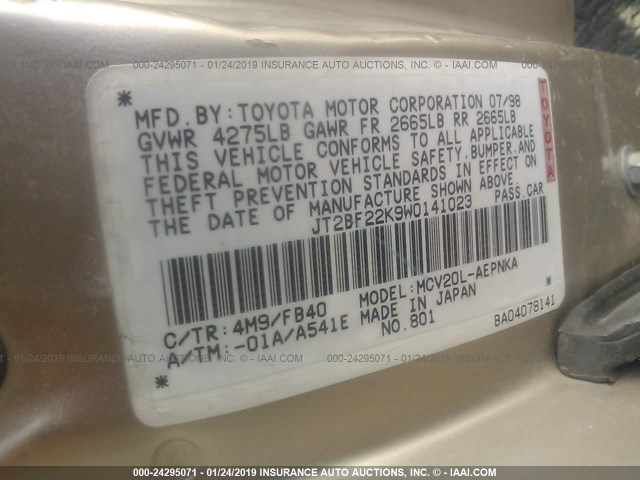 000-24295071 - 01/24/2019 INSURANCE AUTO AUCTIONS © - IAAI.COM
MFD. BY: TOYOTA MOTOR CORPORATION 07/98
GVWR 4275LB GAWR FR 2665LB RR 2665LB
THIS VEHICLE CONFORMS TO ALL APPLICABLE
FEDERAL MOTOR VEHICLE SAFETY, BUMPER, AND
THEFT PREVENTION STANDARDS IN EFFECT ON
THE DATE OF MANUFACTURE SHOWN ABOVE.
JT2BF22K9W0141023 PASS. CAR
TOYOTA
C/TR: 4M9/FB40 MODEL: MCV20L-AEPNKA
A/TM: -01A/A541E MADE IN JAPAN
NO.801 BA04078141
000-24295071 - 01/24/2019 INSURANCE AUTO AUCTIONS © - IAAI.COM